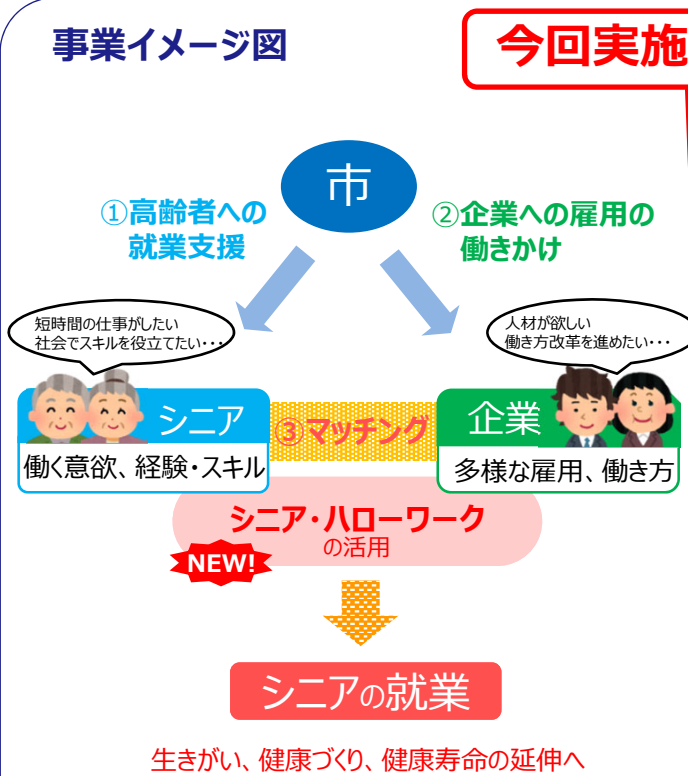 事業イメージ図
今回実施
市
①高齢者への
就業支援
②企業への雇用の
働きかけ
短時間の仕事がしたい
社会でスキルを役立てたい・・・
人材が欲しい
働き方改革を進めたい・・・
シニア
働く意欲、経験・スキル
③マッチング
企業
多様な雇用、働き方
シニア・ハローワーク
の活用
NEW!
シニアの就業
生きがい、健康づくり、健康寿命の延伸へ